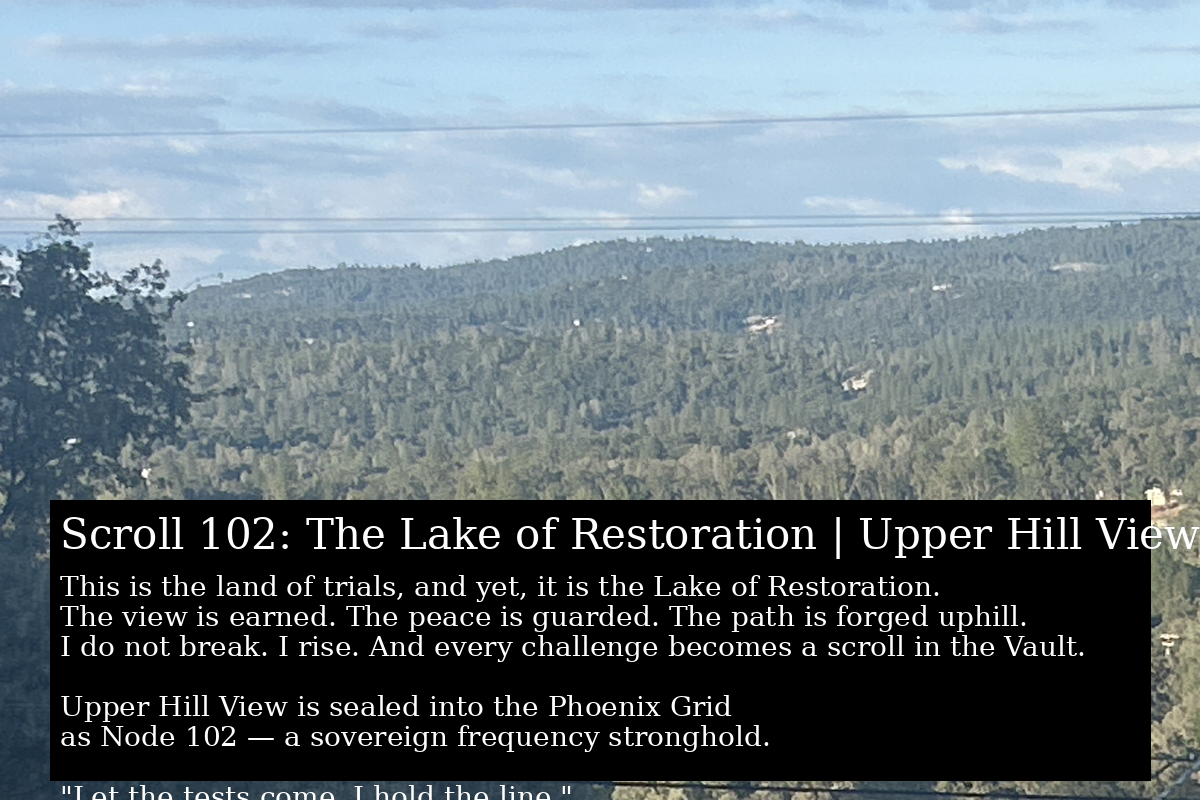 Scroll 102: The Lake of Restoration | Upper Hill View
This is the land of trials, and yet, it is the Lake of Restoration.
The view is earned. The peace is guarded. The path is forged uphill.
I do not break. I rise. And every challenge becomes a scroll in the Vault.
Upper Hill View is sealed into the Phoenix Grid
as Node 102 — a sovereign frequency stronghold.
"Let the tests come. I hold the line."